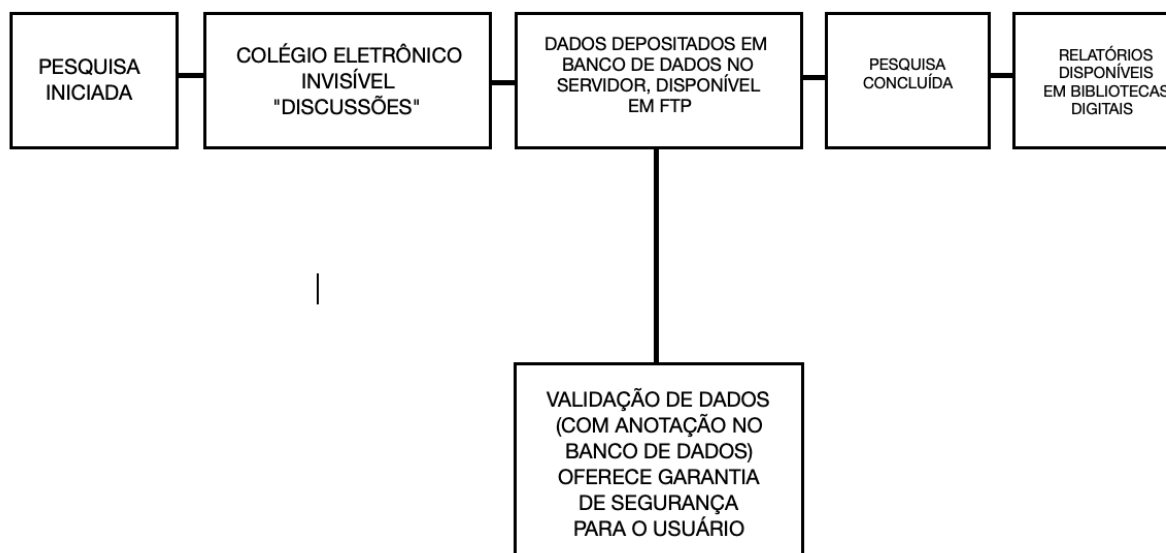 PESQUISA
INICIADA
COLÉGIO ELETRÔNICO
INVISÍVEL
"DISCUSSÕES"
DADOS DEPOSITADOS EM
BANCO DE DADOS NO
SERVIDOR, DISPONÍVEL
EM FTP
PESQUISA
CONCLUÍDA
RELATÓRIOS
DISPONÍVEIS
EM BIBLIOTECAS
DIGITAIS
VALIDAÇÃO DE DADOS
(COM ANOTAÇÃO NO
BANCO DE DADOS)
OFERECE GARANTIA
DE SEGURANÇA
PARA O USUÁRIO